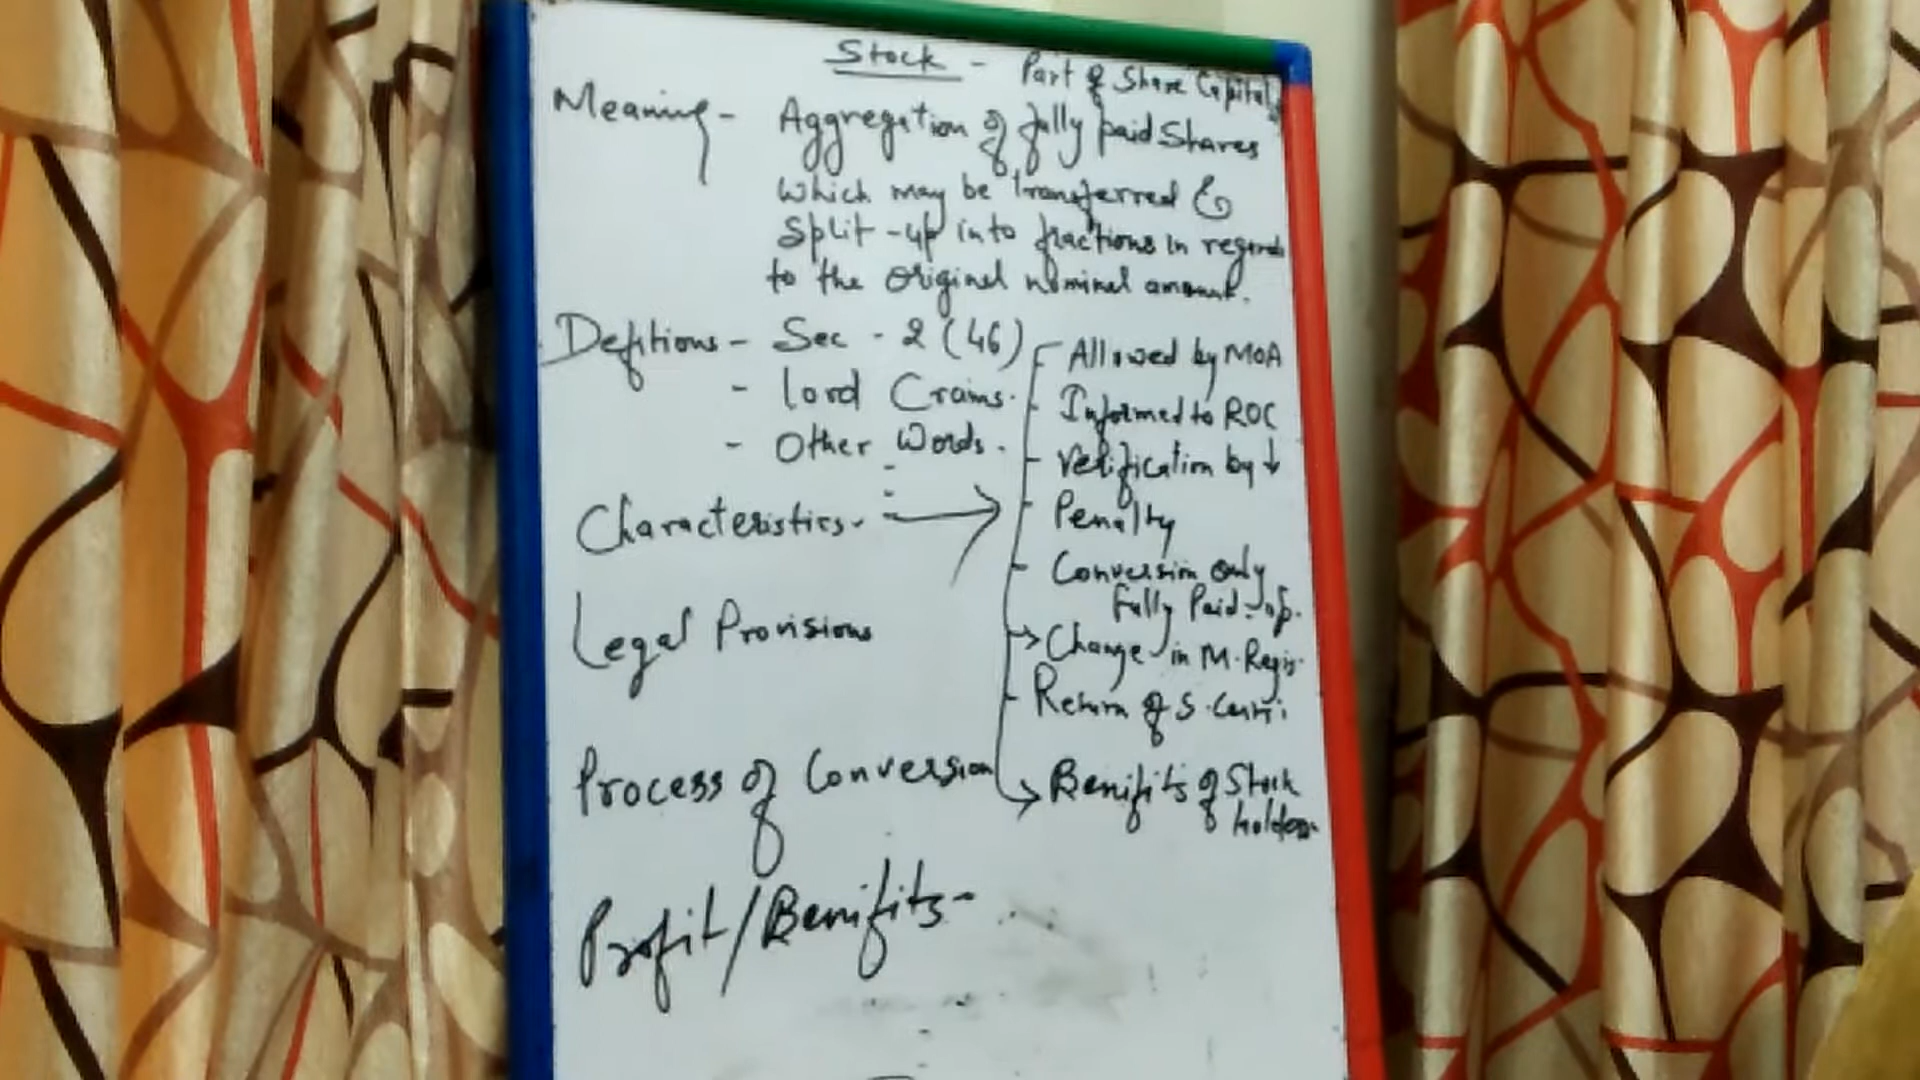 Stock - Part of Share Capital
Meaning - Aggregation of fully paid Shares
which may be transferred &
Split-up into fractions in regards
to the original nominal amount.
Defitions - Sec - 2 (46)
- Lord Crains.
- Other Words.
Characteristics.
Legal Provisions
Process of Conversion
Profit/Benifits-
Allowed by MOA
- Informed to ROC
- Verification by ↓
- Penalty
- Conversion only
fully Paid-up.
→ Change in M. Regis.
- Return of S.
→ Benifits of Stock
holders